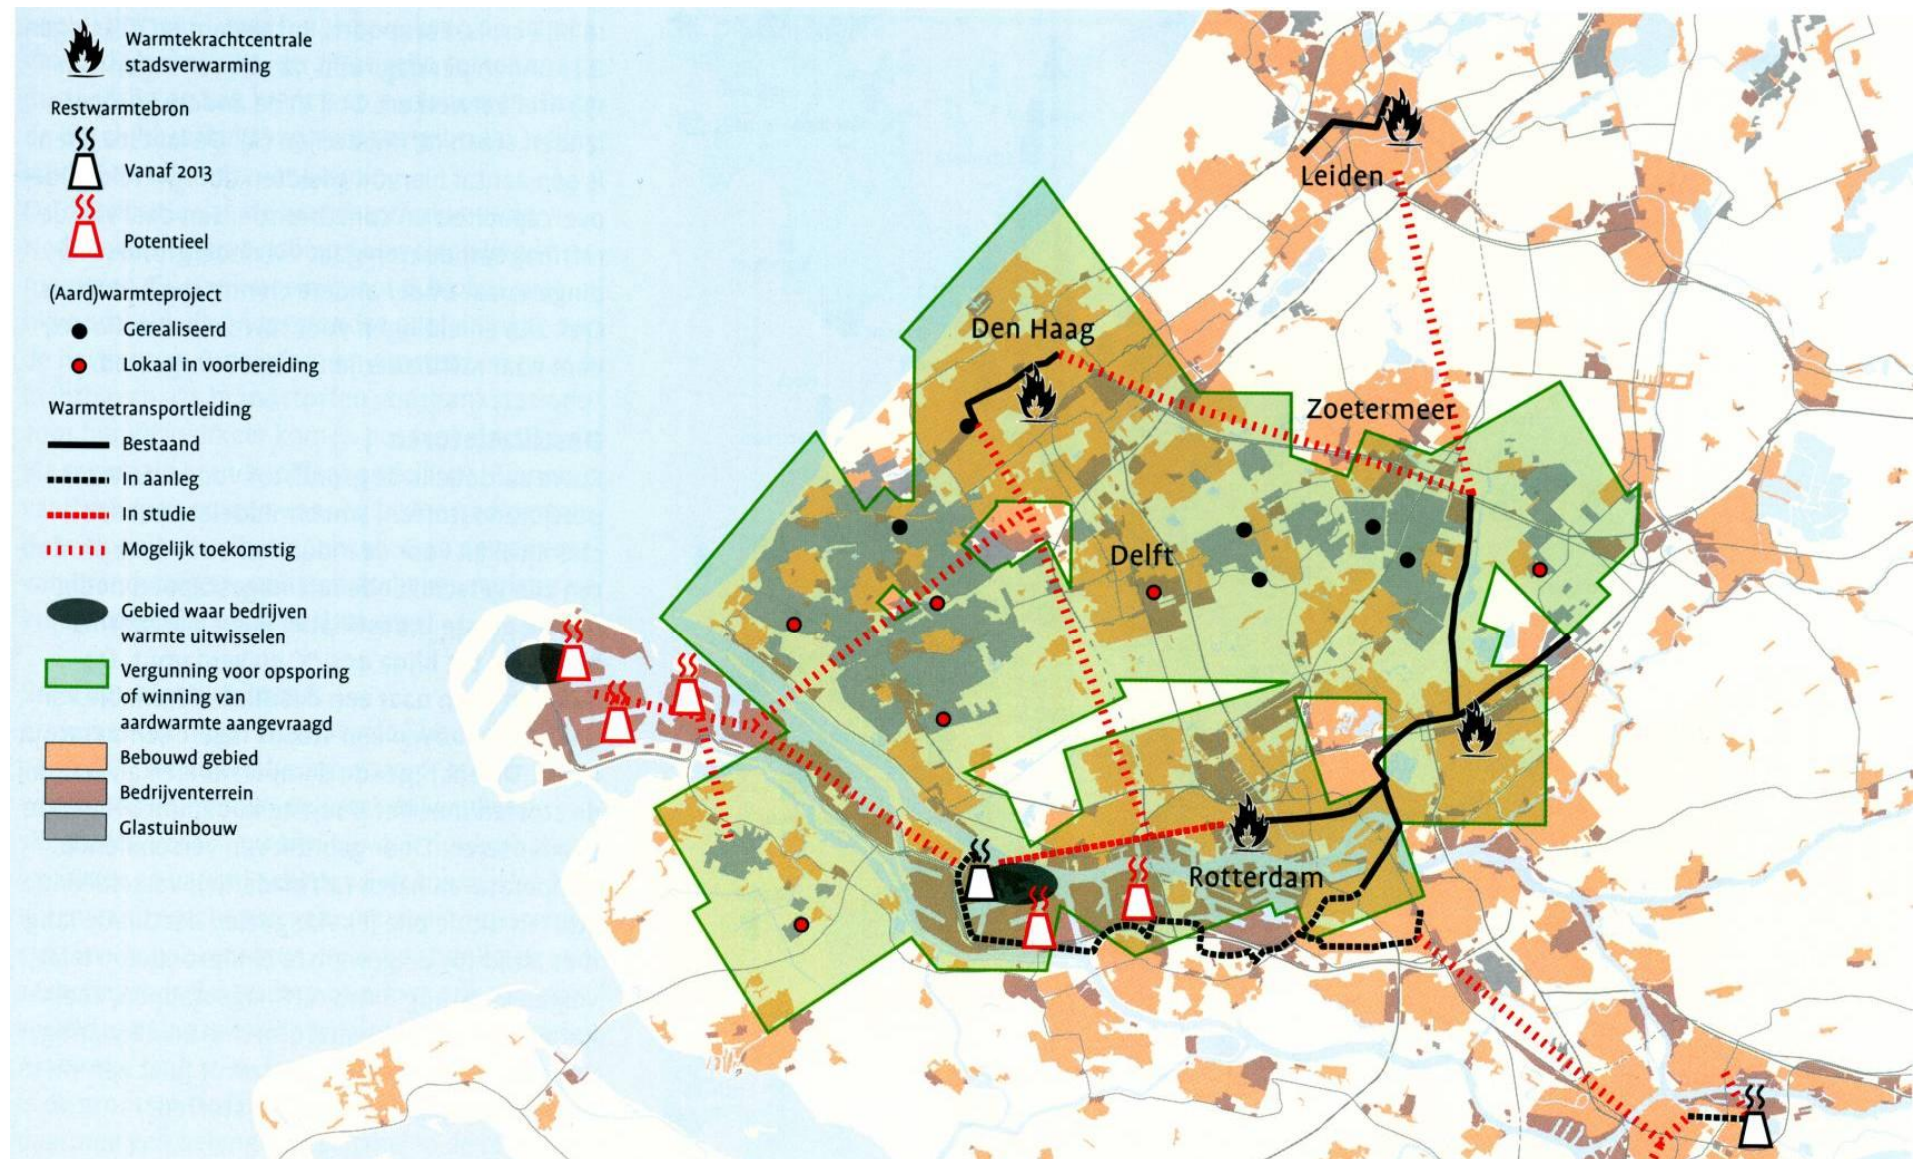 Warmtekrachtcentrale
stadsverwarming
Restwarmtebron
Vanaf 2013
Potentieel
(Aard)warmteproject
Gerealiseerd
Lokaal in voorbereiding
Warmtetransportleiding
Bestaand
In aanleg
In studie
Mogelijk toekomstig
Gebied waar bedrijven
warmte uitwisselen
Vergunning voor opsporing
of winning van
aardwarmte aangevraagd
Bebouwd gebied
Bedrijventerrein
Glastuinbouw
Leiden
Den Haag
Zoetermeer
Delft
Rotterdam